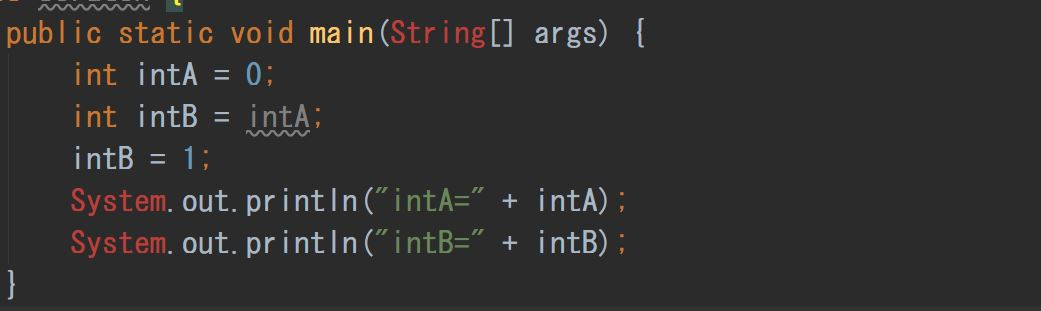 public static void main(String[] args) {
int intA = 0;
int intB = intA;
intB = 1;
System.out.println("intA=" + intA);
System.out.println("intB=" + intB);
}